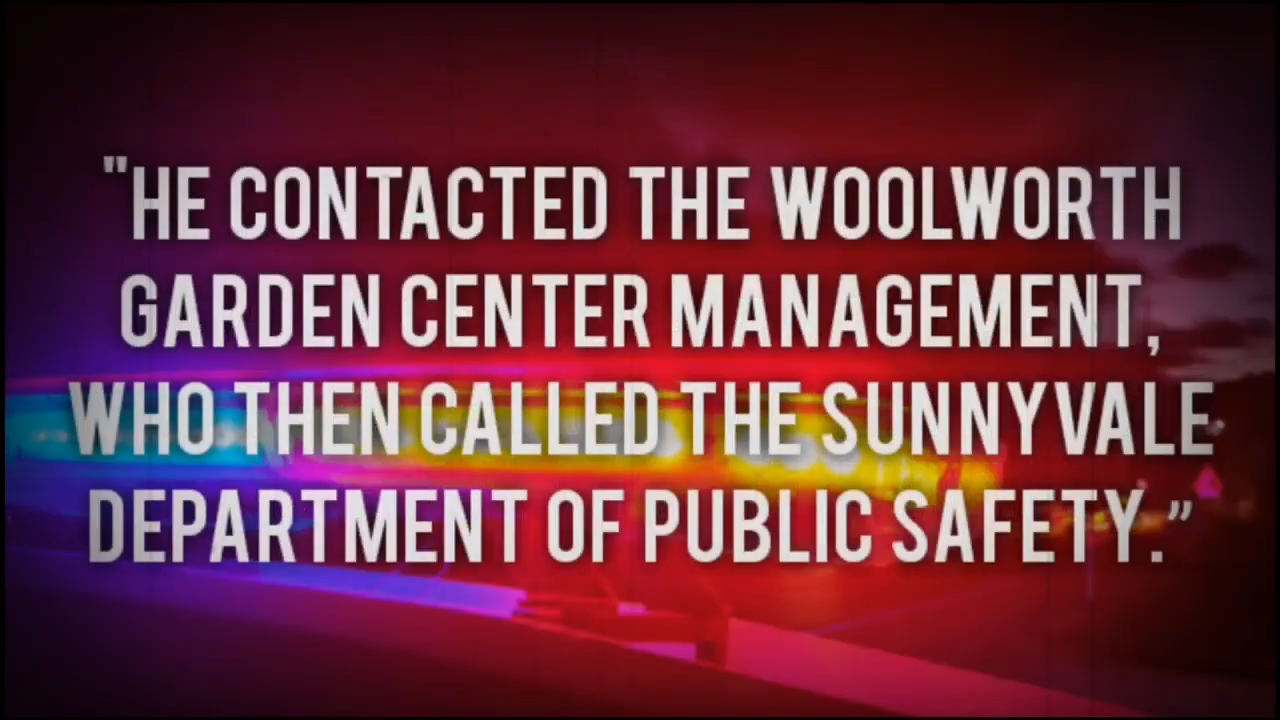 "HE CONTACTED THE WOOLWORTH
GARDEN CENTER MANAGEMENT,
WHO THEN CALLED THE SUNNYVALE
DEPARTMENT OF PUBLIC SAFETY.”